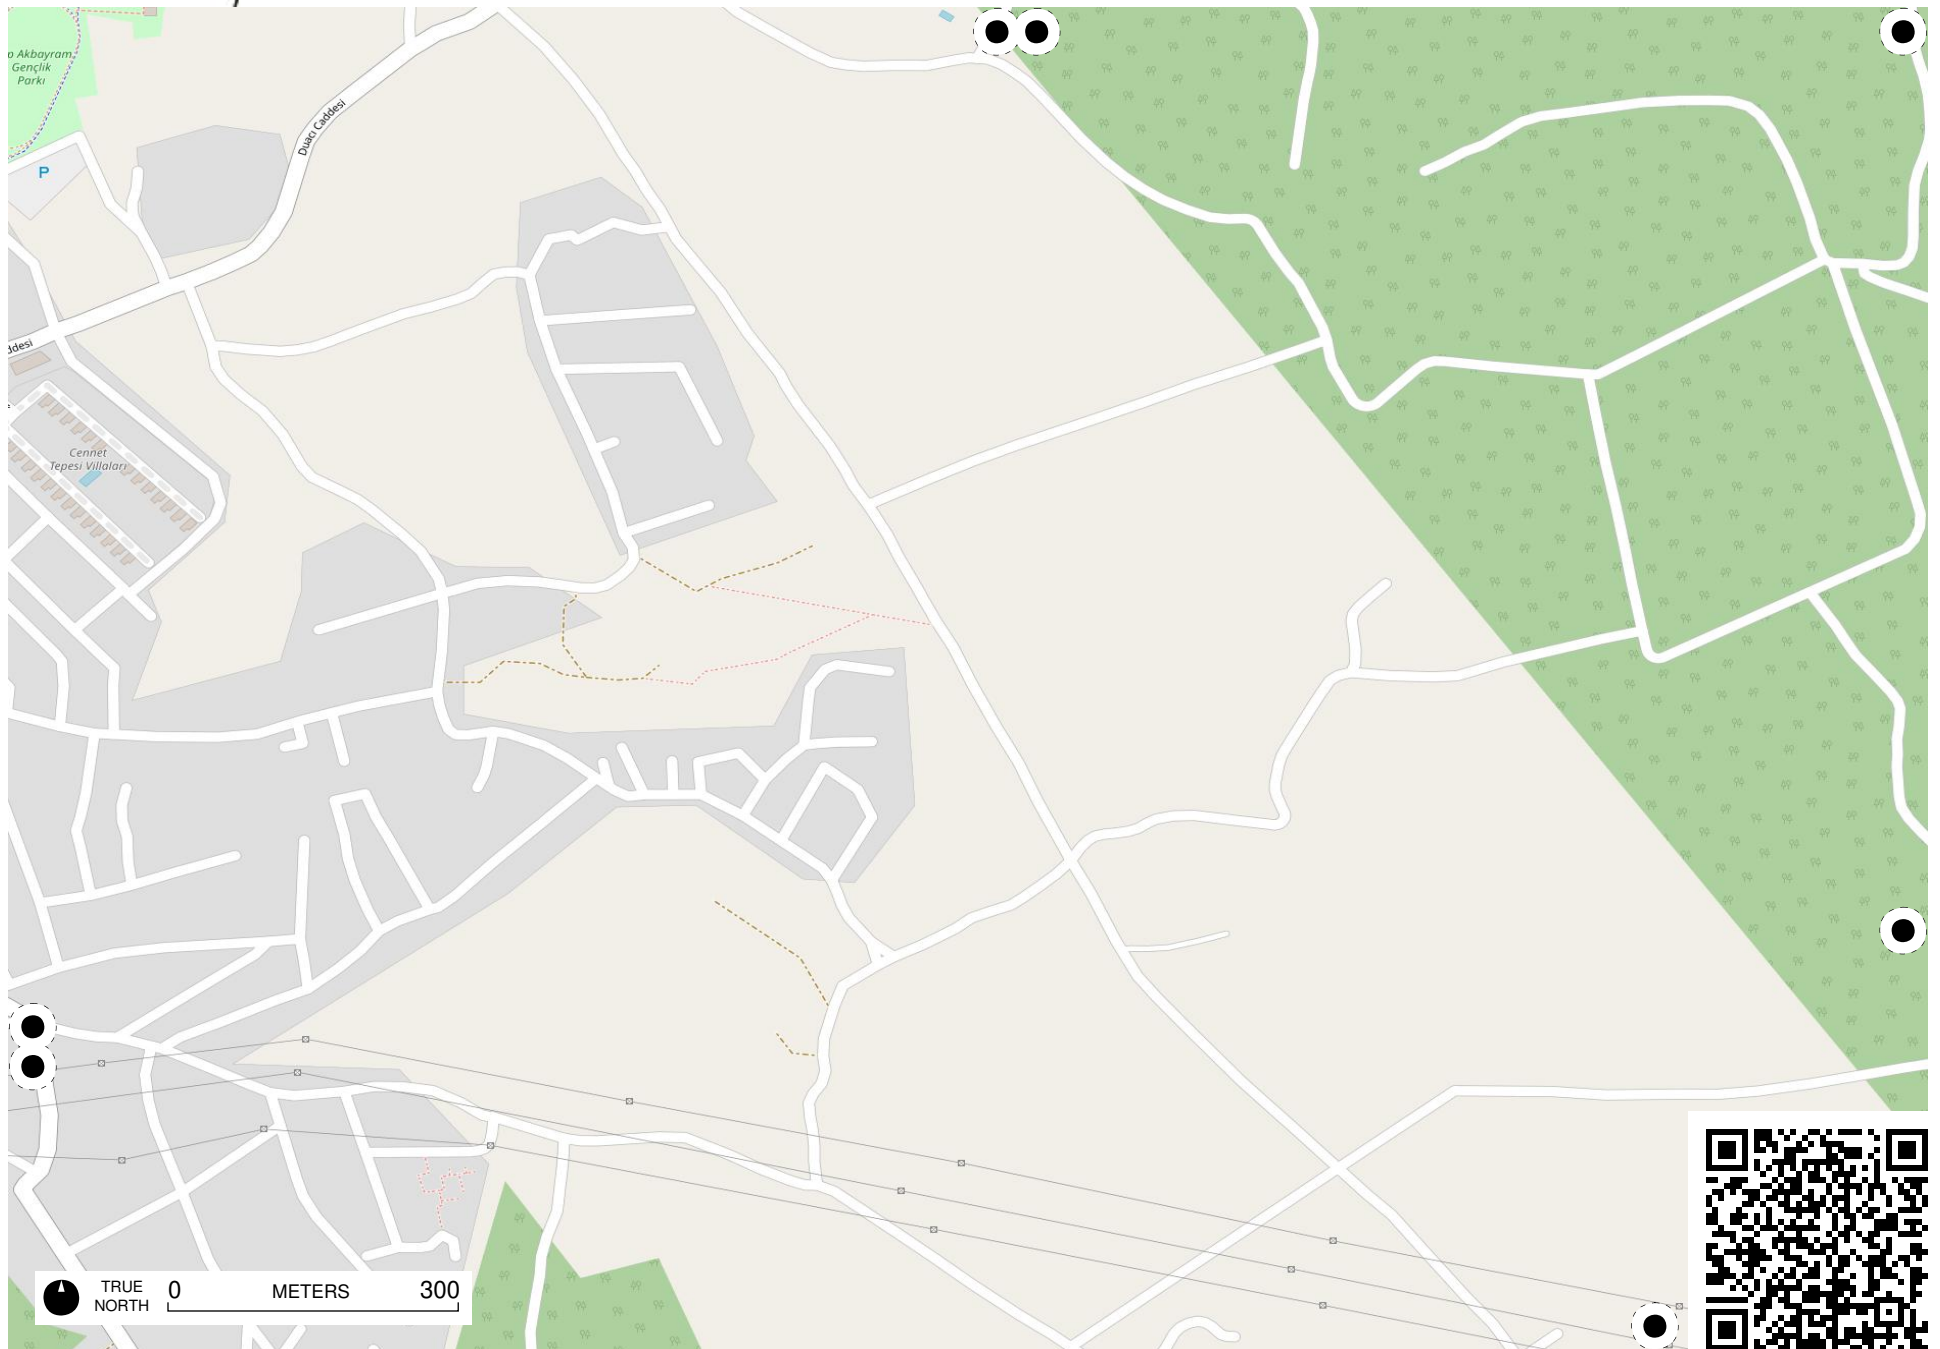 Akbayram
Gençlik
Parkı
P
Duacı Caddesi
ddesi
Cennet
Tepesi Villaları
TRUE
NORTH
0 METERS 300